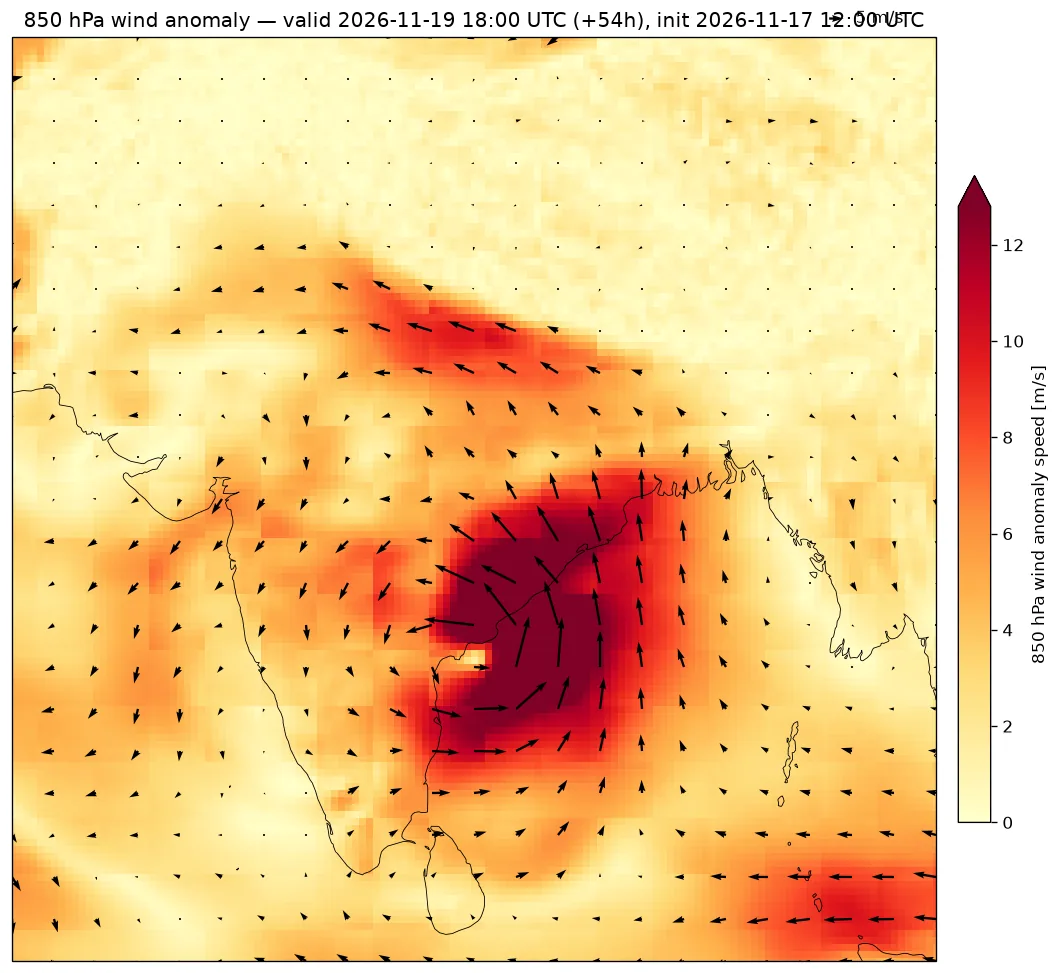 850 hPa wind anomaly — valid 2026-11-19 18:00 UTC (+54h), init 2026-11-17 12:00 UTC
5 m/s
12
10
8
6
4
2
0
850 hPa wind anomaly speed [m/s]